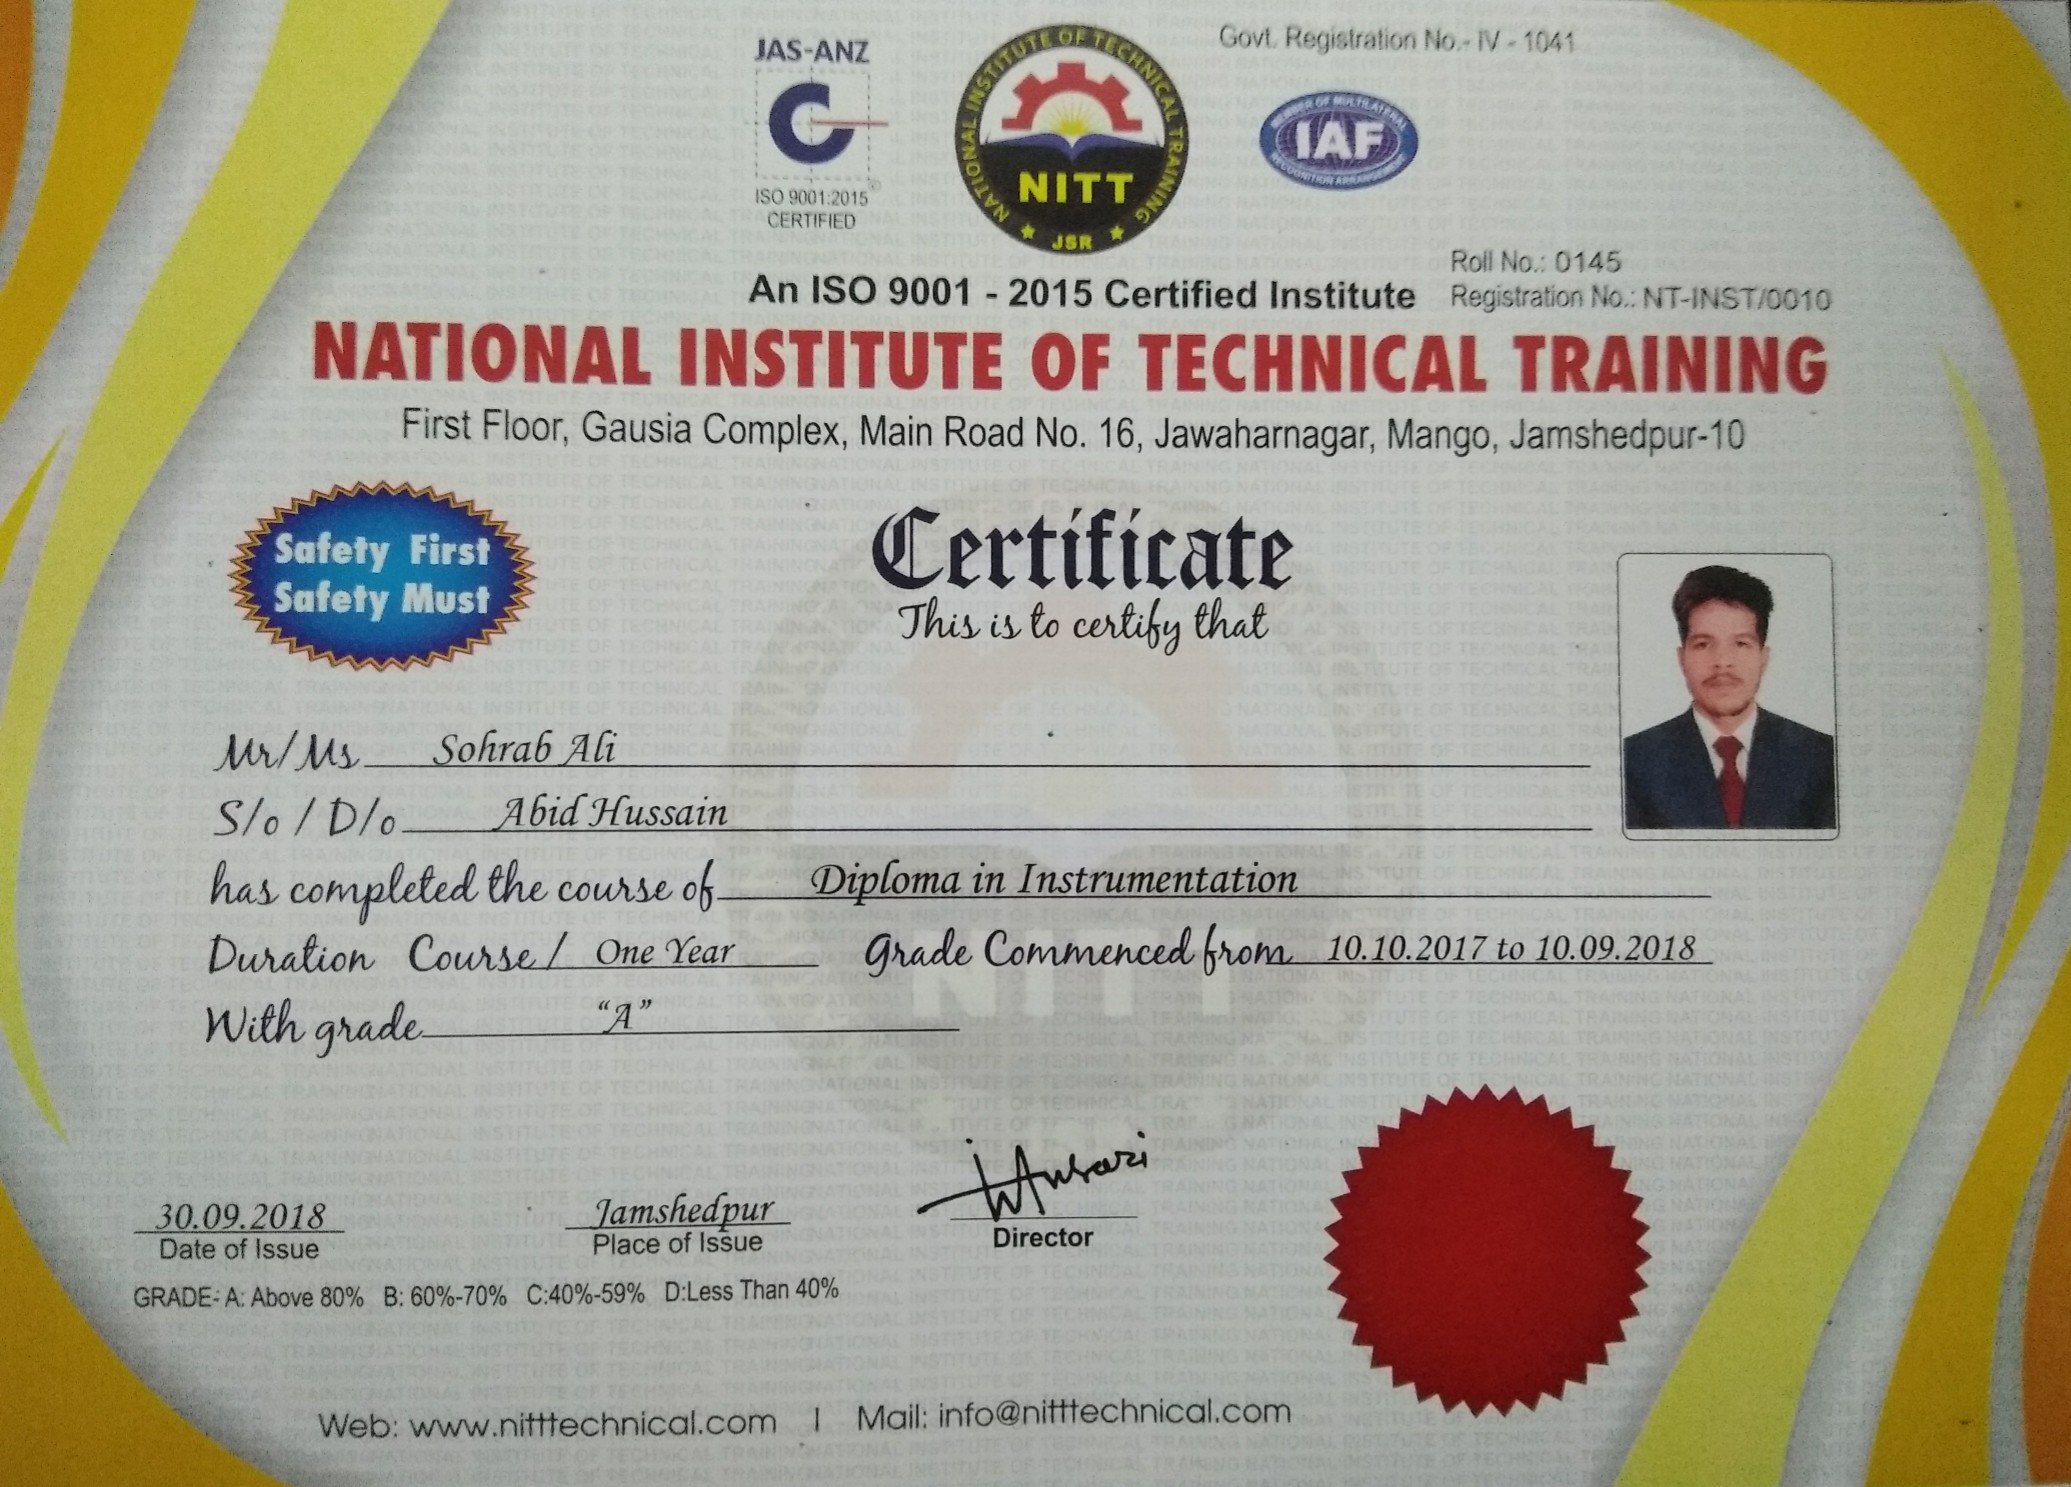 Govt. Registration No.- IV - 1041
JAS-ANZ
ISO 9001:2015
CERTIFIED
NATIONAL INSTITUTE OF TECHNICAL TRAINING
NITT
JSR
MEMBER OF MULTILATERAL
IAF
RECOGNITION ARRANGEMENT
Roll No.: 0145
An ISO 9001 - 2015 Certified Institute
Registration No.: NT-INST/0010
NATIONAL INSTITUTE OF TECHNICAL TRAINING
First Floor, Gausia Complex, Main Road No. 16, Jawaharnagar, Mango, Jamshedpur-10
Safety First
Safety Must
Certificate
This is to certify that
Mr/Ms Sohrab Ali
S/o / D/o Abid Hussain
has completed the course of Diploma in Instrumentation
Duration Course / One Year Grade Commenced from 10.10.2017 to 10.09.2018
With grade "A"
30.09.2018
Date of Issue
Jamshedpur
Place of Issue
Director
GRADE- A: Above 80% B: 60%-70% C:40%-59% D:Less Than 40%
Web: www.nitttechnical.com | Mail: info@nitttechnical.com